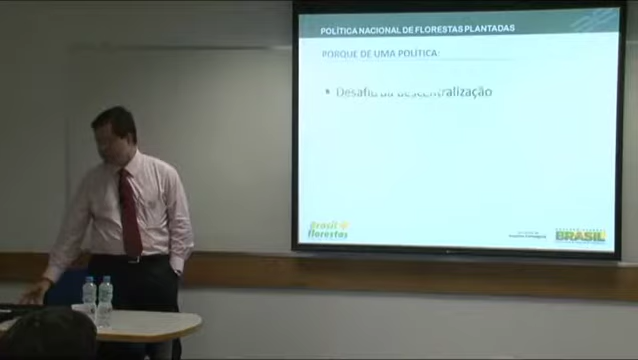 POLÍTICA NACIONAL DE FLORESTAS PLANTADAS
PORQUE DE UMA POLÍTICA:
• Desafio da descentralização
Brasil
florestas
BRASIL